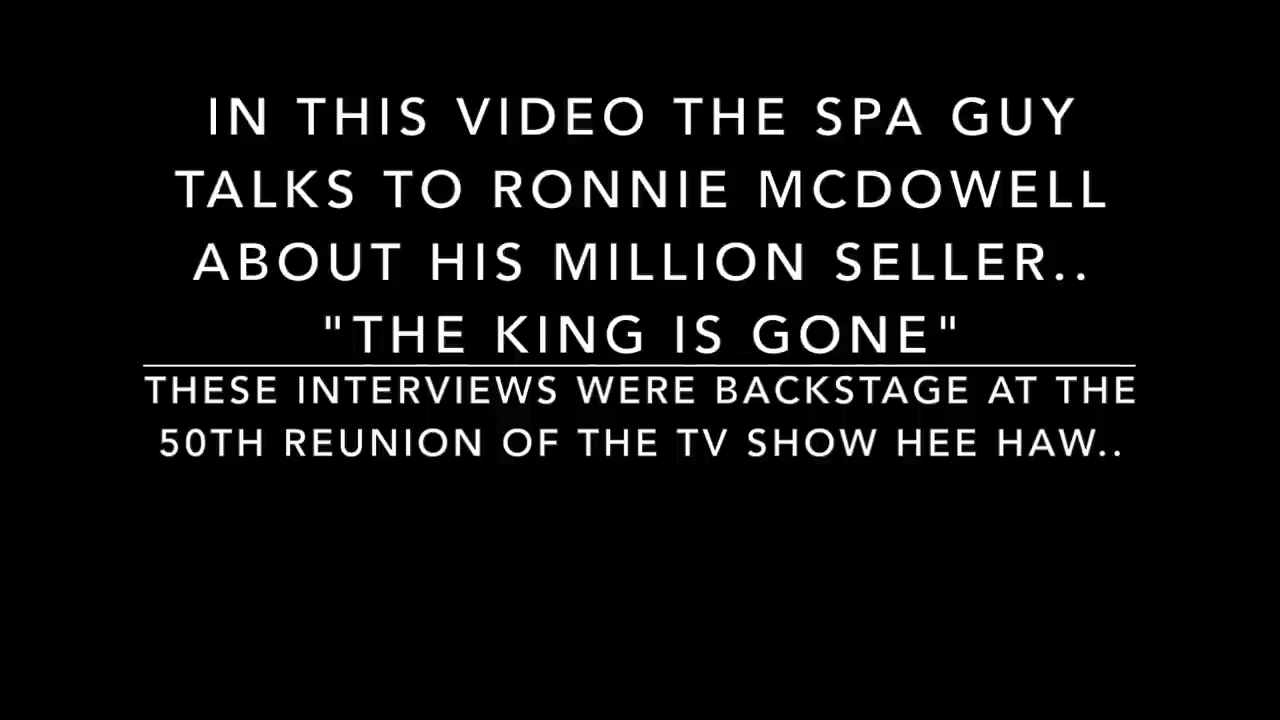 IN THIS VIDEO THE SPA GUY
TALKS TO RONNIE MCDOWELL
ABOUT HIS MILLION SELLER..
"THE KING IS GONE"
THESE INTERVIEWS WERE BACKSTAGE AT THE
50TH REUNION OF THE TV SHOW HEE HAW..